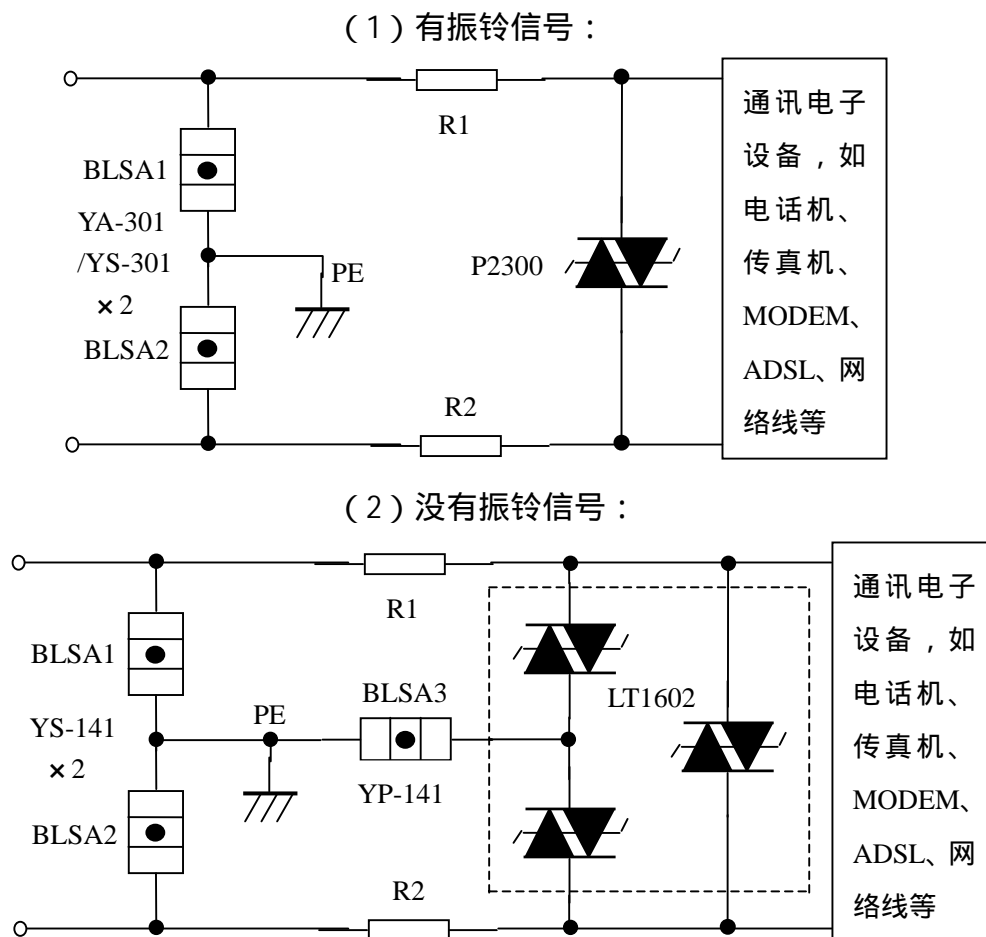 (1)有振铃信号:
R1
BLSA1
YA-301
/YS-301
×2
BLSA2
PE
P2300
R2
通讯电子
设备,如
电话机、
传真机、
MODEM、
ADSL、网
络线等
(2)没有振铃信号:
R1
BLSA1
YS-141
×2
BLSA2
PE
BLSA3
YP-141
LT1602
R2
通讯电子
设备,如
电话机、
传真机、
MODEM、
ADSL、网
络线等